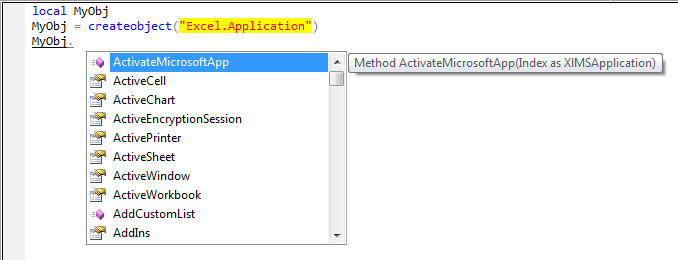 local MyObj
MyObj = createobject("Excel.Application")
MyObj.
ActivateMicrosoftApp
Method ActivateMicrosoftApp(Index as XlMSApplication)
ActiveCell
ActiveChart
ActiveEncryptionSession
ActivePrinter
ActiveSheet
ActiveWindow
ActiveWorkbook
AddCustomList
AddIns